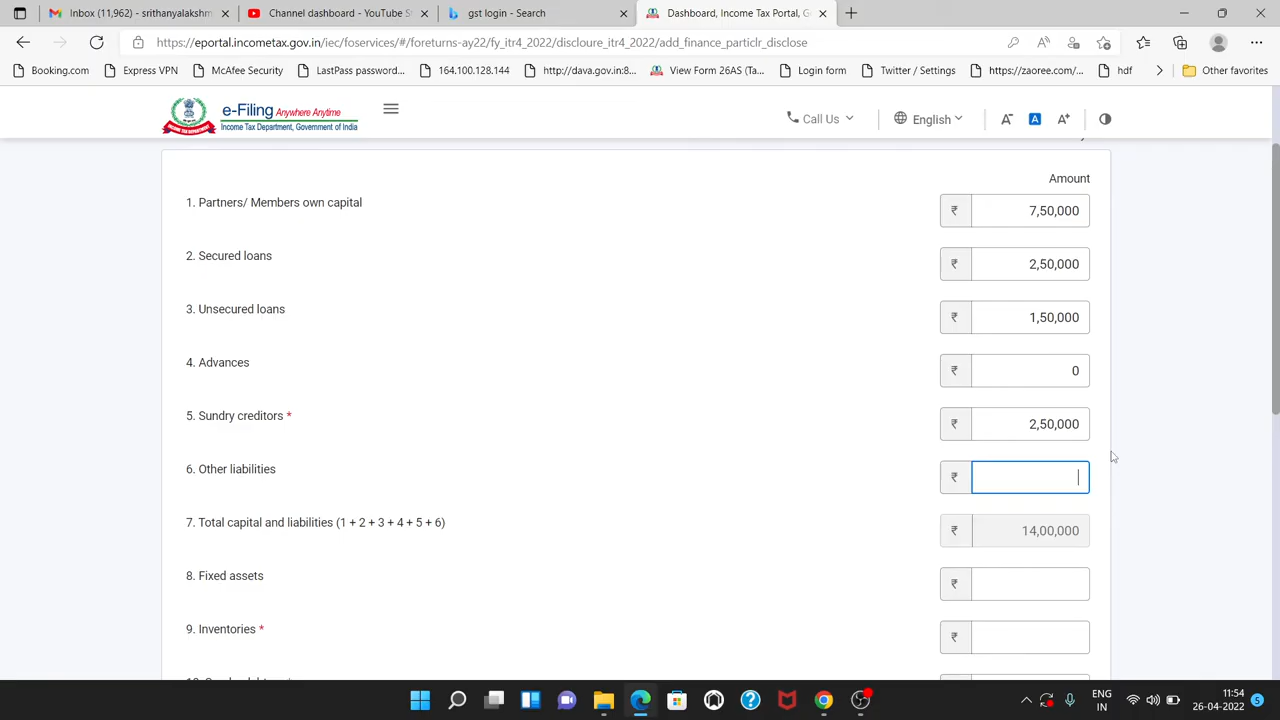 Inbox (11,962) - srithanyalakshm
YouTube Channel dashboard - YouTube St
gst login - Search
Dashboard, Income Tax Portal, G
https://eportal.incometax.gov.in/iec/foservices/#/foreturns-ay22/fy_itr4_2022/discloure_itr4_2022/add_finance_particlr_disclose
Booking.com
Express VPN
McAfee Security
LastPass password...
164.100.128.144
http://dava.gov.in:8...
View Form 26AS (Ta...
Login form
Twitter / Settings
https://zaoree.com/...
hdf
Other favorites
e-Filing Anywhere Anytime
Income Tax Department, Government of India
Call Us
English
A-
A
A+
Amount
1. Partners/ Members own capital
₹ 7,50,000
2. Secured loans
₹ 2,50,000
3. Unsecured loans
₹ 1,50,000
4. Advances
₹ 0
5. Sundry creditors *
₹ 2,50,000
6. Other liabilities
₹
7. Total capital and liabilities (1 + 2 + 3 + 4 + 5 + 6)
₹ 14,00,000
8. Fixed assets
₹
9. Inventories *
₹
ENG
IN
11:54
26-04-2022
5